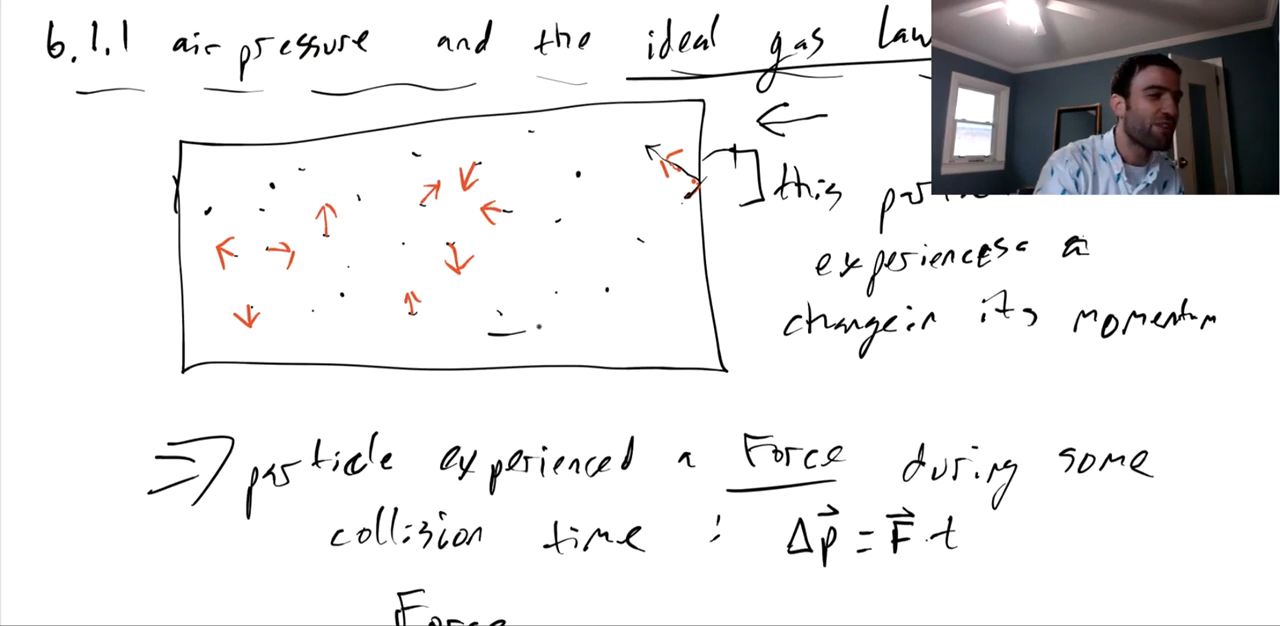 6.1.1 air pressure and the ideal gas law
this
experiences a
change in its momentum
⇒ particle experienced a Force during some
collision time : Δp⃗ = F⃗·t
Force